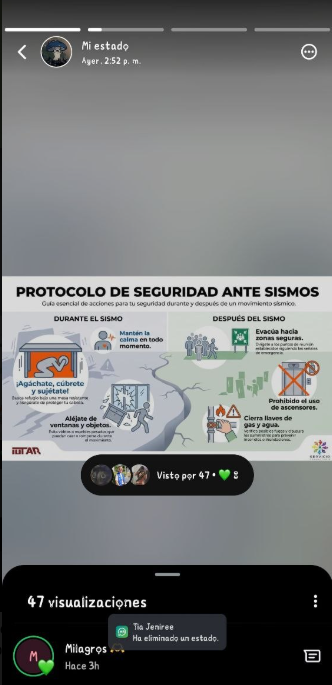 Mi estado
Ayer. 2:52 p. m.
PROTOCOLO DE SEGURIDAD ANTE SISMOS
Guía esencial de acciones para tu seguridad durante y después de un movimiento sísmico.
DURANTE EL SISMO
Mantén la
calma en todo
momento.
¡Agáchate, cúbrete
y sujétate!
Aléjate de
ventanas y objetos.
DESPUÉS DEL SISMO
Evacúa hacia
zonas seguras.
Prohibido el uso
de ascensores.
Cierra llaves de
gas y agua.
SERVICIO
Visto por 47 • 💚 8
47 visualizaciones
Tia Jeniree
Ha eliminado un estado.
M
Milagros
Hace 3h